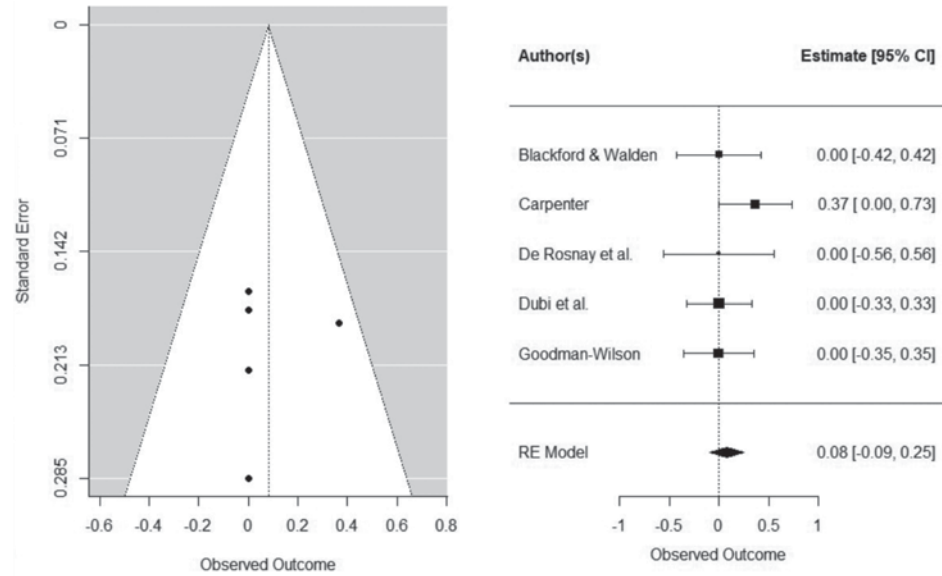 0
0.071
0.142
0.213
0.285
Standard Error
-0.6 -0.4 -0.2 0 0.2 0.4 0.6 0.8
Observed Outcome
Author(s) Estimate [95% CI]
Blackford & Walden 0.00 [-0.42, 0.42]
Carpenter 0.37 [ 0.00, 0.73]
De Rosnay et al. 0.00 [-0.56, 0.56]
Dubi et al. 0.00 [-0.33, 0.33]
Goodman-Wilson 0.00 [-0.35, 0.35]
RE Model 0.08 [-0.09, 0.25]
-1 -0.5 0 0.5 1
Observed Outcome